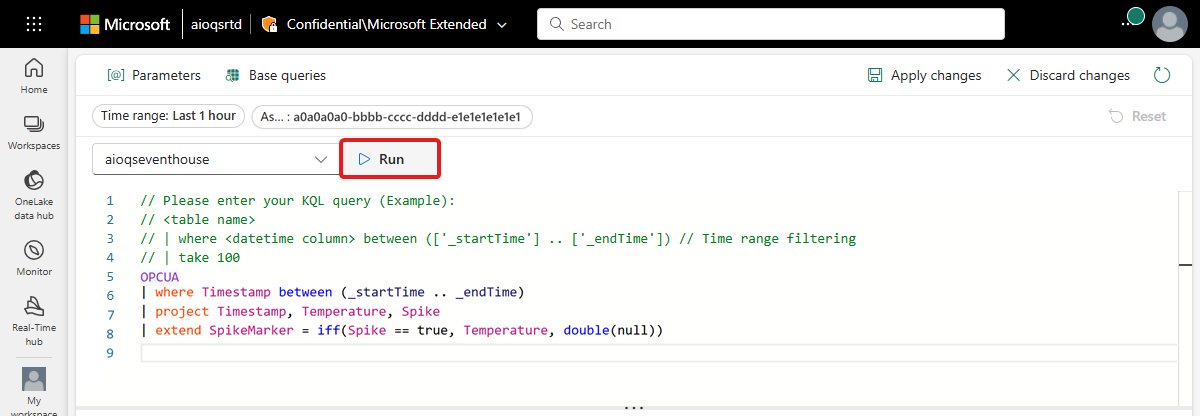 Microsoft aioqsrtd Confidential\Microsoft Extended Search
Home
Workspaces
OneLake
data hub
Monitor
Real-Time
hub
My
workspace
[@] Parameters Base queries Apply changes Discard changes
Time range: Last 1 hour As... : a0a0a0a0-bbbb-cccc-dddd-e1e1e1e1e1e1 Reset
aioqseventhouse Run
1 // Please enter your KQL query (Example):
2 // <table name>
3 // | where <datetime column> between (['_startTime'] .. ['_endTime']) // Time range filtering
4 // | take 100
5 OPCUA
6 | where Timestamp between (_startTime .. _endTime)
7 | project Timestamp, Temperature, Spike
8 | extend SpikeMarker = iff(Spike == true, Temperature, double(null))
9